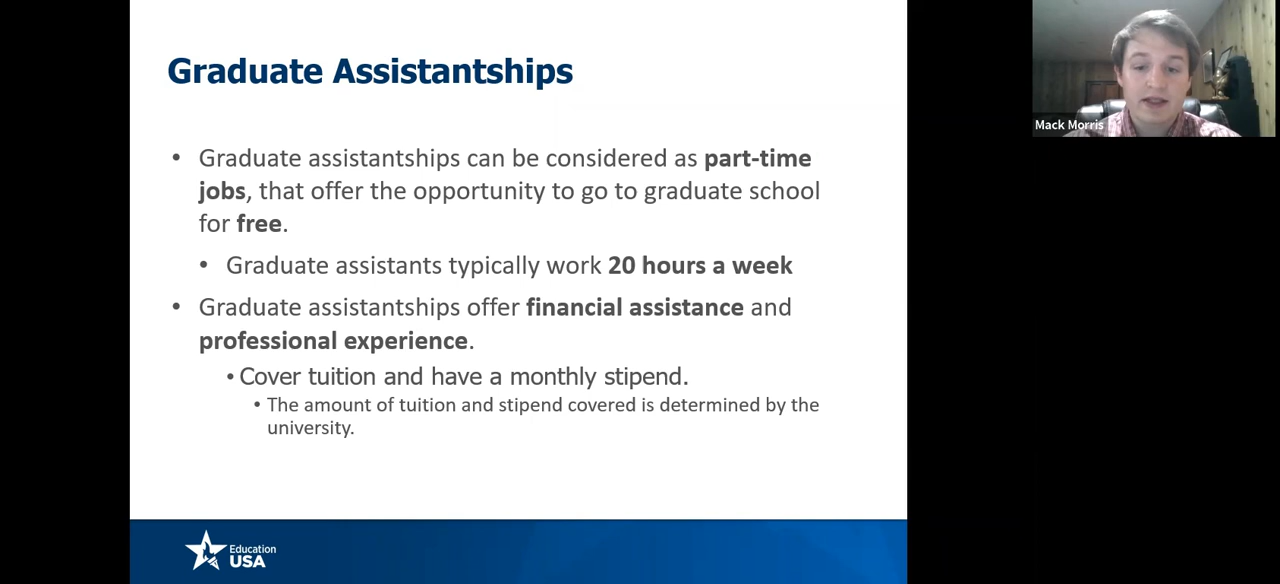 Graduate Assistantships
• Graduate assistantships can be considered as part-time
jobs, that offer the opportunity to go to graduate school
for free.
• Graduate assistants typically work 20 hours a week
• Graduate assistantships offer financial assistance and
professional experience.
• Cover tuition and have a monthly stipend.
• The amount of tuition and stipend covered is determined by the
university.
Education
USA
Mack Morris